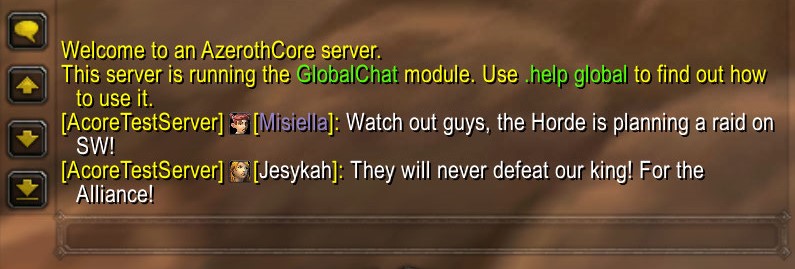 Welcome to an AzerothCore server.
This server is running the GlobalChat module. Use .help global to find out how
to use it.
[AcoreTestServer] [Misiella]: Watch out guys, the Horde is planning a raid on
SW!
[AcoreTestServer] [Jesykah]: They will never defeat our king! For the
Alliance!